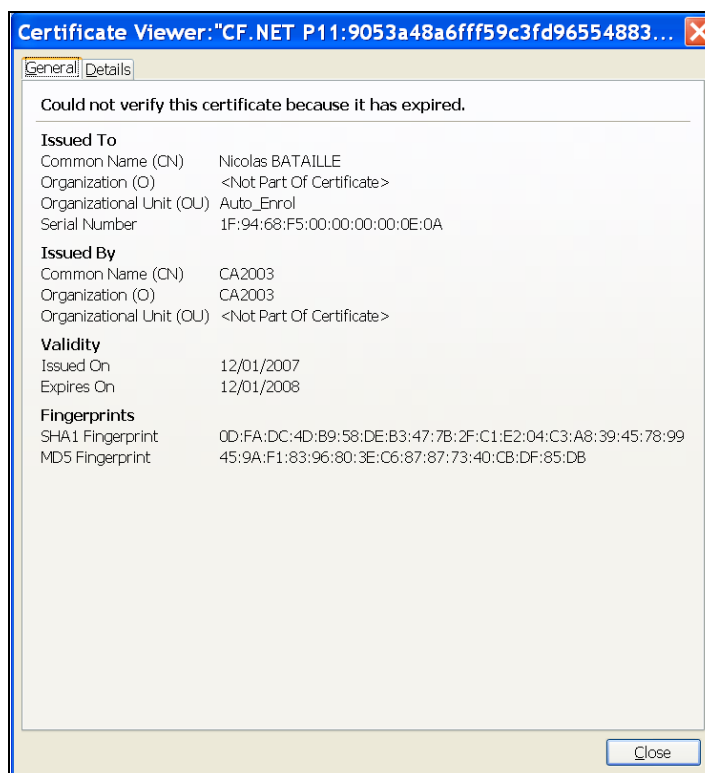 Certificate Viewer:"CF.NET P11:9053a48a6fff59c3fd96554883...
General Details
Could not verify this certificate because it has expired.
Issued To
Common Name (CN) Nicolas BATAILLE
Organization (O) <Not Part Of Certificate>
Organizational Unit (OU) Auto_Enrol
Serial Number 1F:94:68:F5:00:00:00:00:0E:0A
Issued By
Common Name (CN) CA2003
Organization (O) CA2003
Organizational Unit (OU) <Not Part Of Certificate>
Validity
Issued On 12/01/2007
Expires On 12/01/2008
Fingerprints
SHA1 Fingerprint 0D:FA:DC:4D:B9:58:DE:B3:47:7B:2F:C1:E2:04:C3:A8:39:45:78:99
MD5 Fingerprint 45:9A:F1:83:96:80:3E:C6:87:87:73:40:CB:DF:85:DB
Close